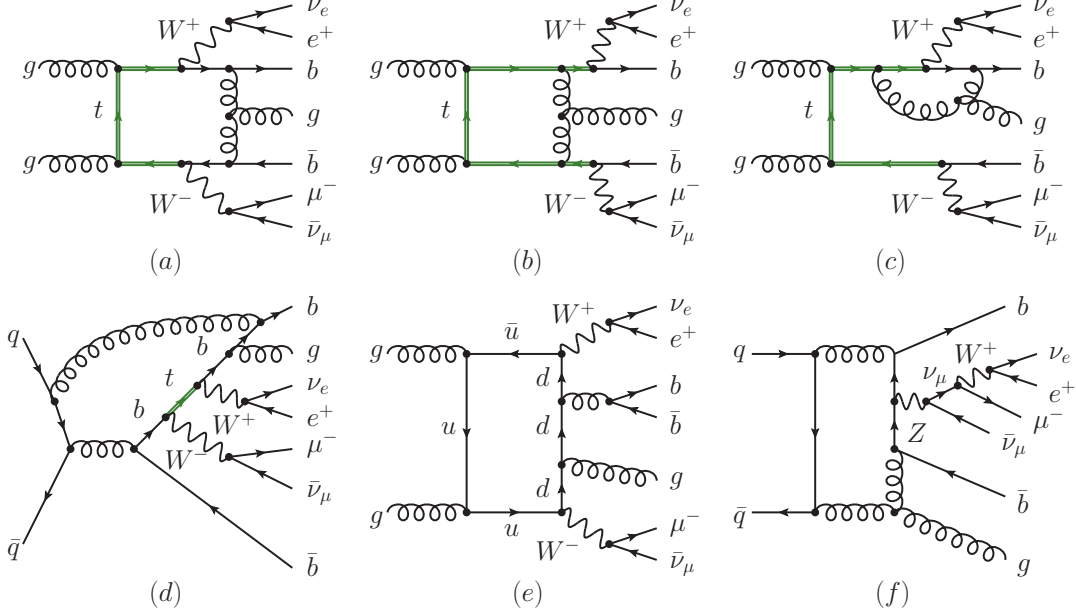 W⁺ ν_e
e⁺
g b
t
g
g b̄
W⁻ μ⁻
ν̄_μ
(a)
W⁺ ν_e
e⁺
g b
t
g
g b̄
W⁻ μ⁻
ν̄_μ
(b)
W⁺ ν_e
e⁺
g b
t
g
g b̄
W⁻ μ⁻
ν̄_μ
(c)
b
q
b g
t ν_e
b W⁺ e⁺
W⁻ μ⁻
ν̄_μ
q̄ b̄
(d)
W⁺ ν_e
ū e⁺
g
d b
u d b̄
d g
g u
W⁻ μ⁻
ν̄_μ
(e)
b
q W⁺ ν_e
ν_μ e⁺
μ⁻
Z ν̄_μ
b̄
q̄
g
(f)